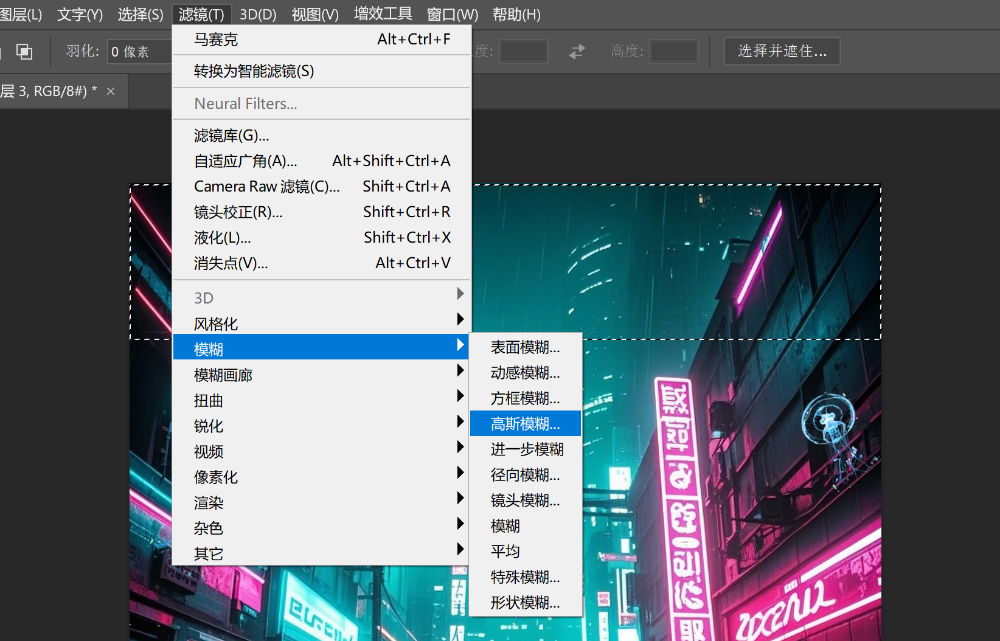 图层(L) 文字(Y) 选择(S) 滤镜(T) 3D(D) 视图(V) 增效工具 窗口(W) 帮助(H)
羽化: 0 像素 度: 高度: 选择并遮住...
层 3, RGB/8#) * ×
马赛克 Alt+Ctrl+F
转换为智能滤镜(S)
Neural Filters...
滤镜库(G)...
自适应广角(A)... Alt+Shift+Ctrl+A
Camera Raw 滤镜(C)... Shift+Ctrl+A
镜头校正(R)... Shift+Ctrl+R
液化(L)... Shift+Ctrl+X
消失点(V)... Alt+Ctrl+V
3D
风格化
模糊
模糊画廊
扭曲
锐化
视频
像素化
渲染
杂色
其它
表面模糊...
动感模糊...
方框模糊...
高斯模糊...
进一步模糊
径向模糊...
镜头模糊...
模糊
平均
特殊模糊...
形状模糊...